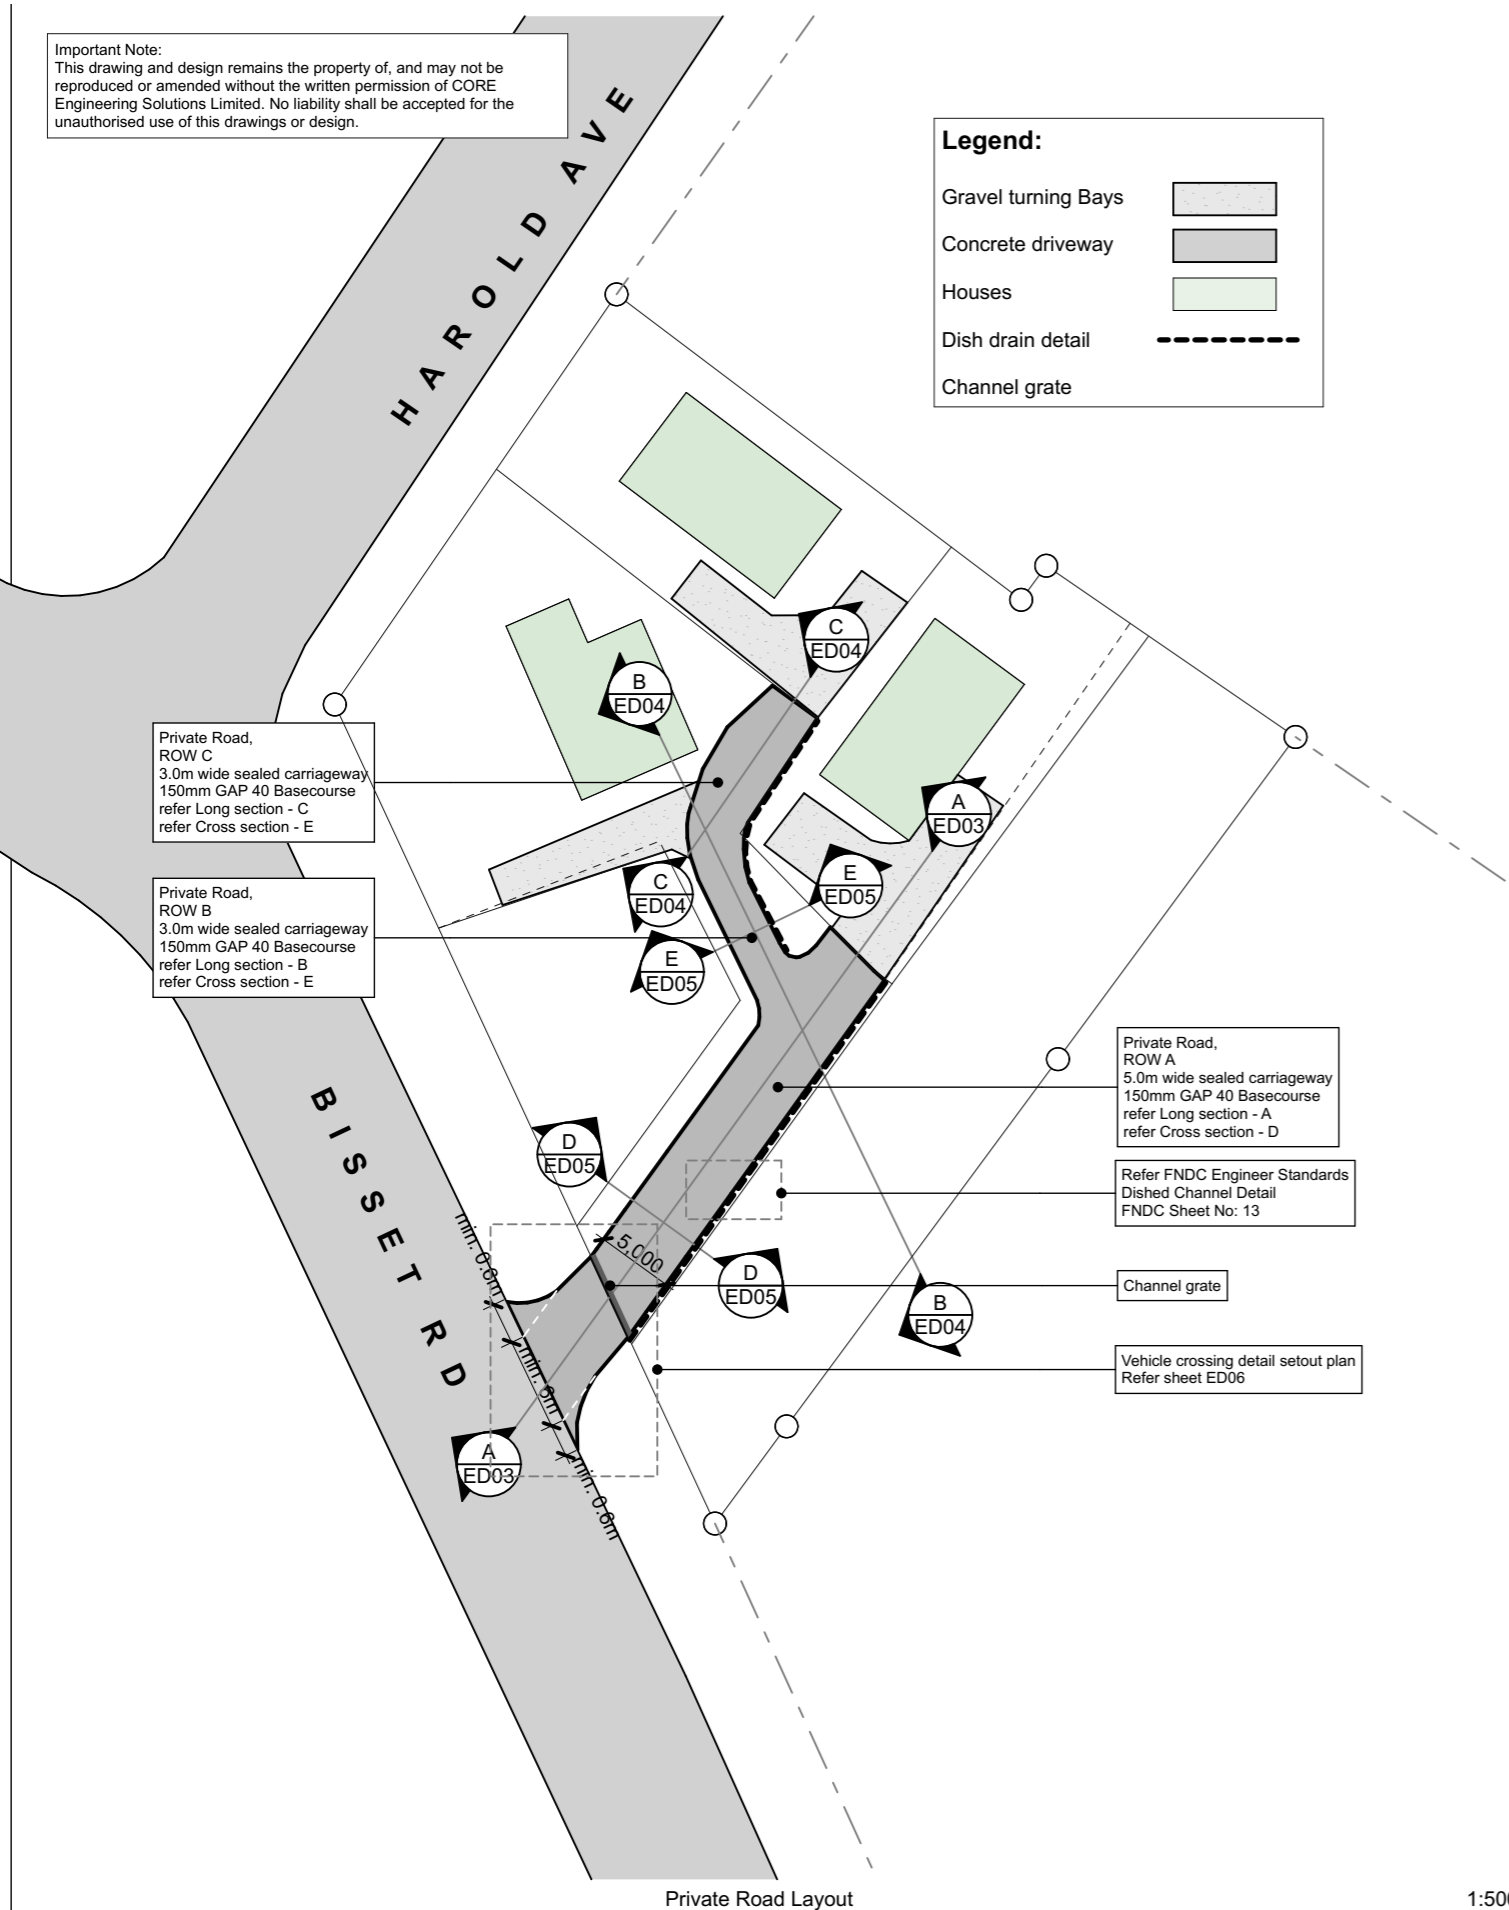 Important Note:
This drawing and design remains the property of, and may not be
reproduced or amended without the written permission of CORE
Engineering Solutions Limited. No liability shall be accepted for the
unauthorised use of this drawings or design.
HAROLD AVE
Legend:
Gravel turning Bays
Concrete driveway
Houses
Dish drain detail
Channel grate
C
ED04
B
ED04
Private Road,
ROW C
3.0m wide sealed carriageway
150mm GAP 40 Basecourse
refer Long section - C
refer Cross section - E
A
ED03
E
ED05
C
ED04
Private Road,
ROW B
3.0m wide sealed carriageway
150mm GAP 40 Basecourse
refer Long section - B
refer Cross section - E
E
ED05
Private Road,
ROW A
5.0m wide sealed carriageway
150mm GAP 40 Basecourse
refer Long section - A
refer Cross section - D
BISSET RD
D
ED05
Refer FNDC Engineer Standards
Dished Channel Detail
FNDC Sheet No: 13
min. 0.6m
5,000
D
ED05
Channel grate
B
ED04
min. 6m
Vehicle crossing detail setout plan
Refer sheet ED06
A
ED03
min. 0.6m
Private Road Layout
1:500